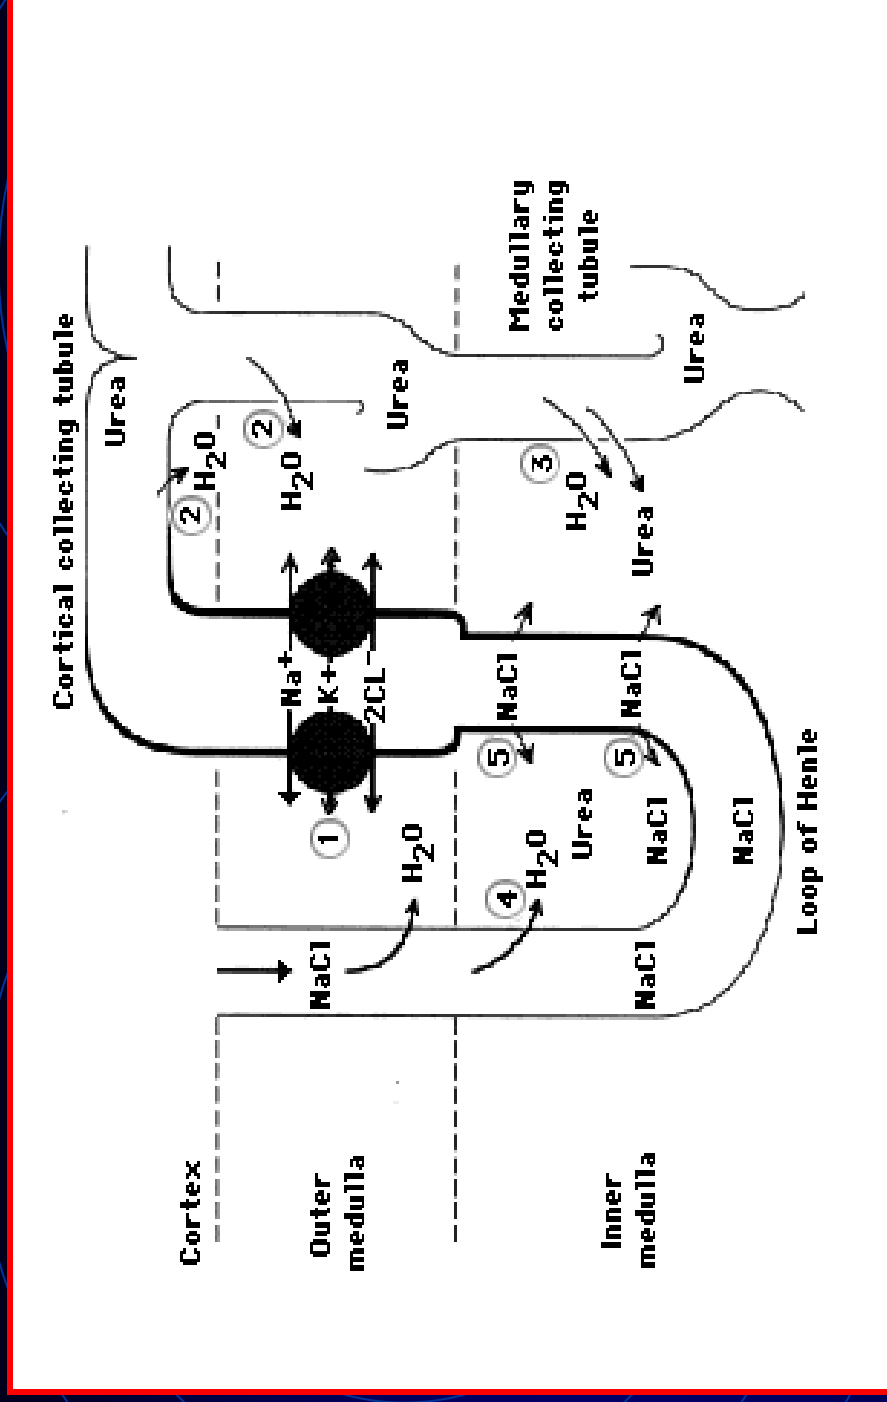 Cortical collecting tubule
Urea
Cortex
2
H2O
2
H2O
Na+
K+
2CL-
Outer
medulla
NaCl
1
H2O
Urea
4
5
NaCl
Medullary
collecting
tubule
H2O
3
Urea
H2O
Inner
medulla
NaCl
NaCl
5
NaCl
Urea
Urea
NaCl
Loop of Henle